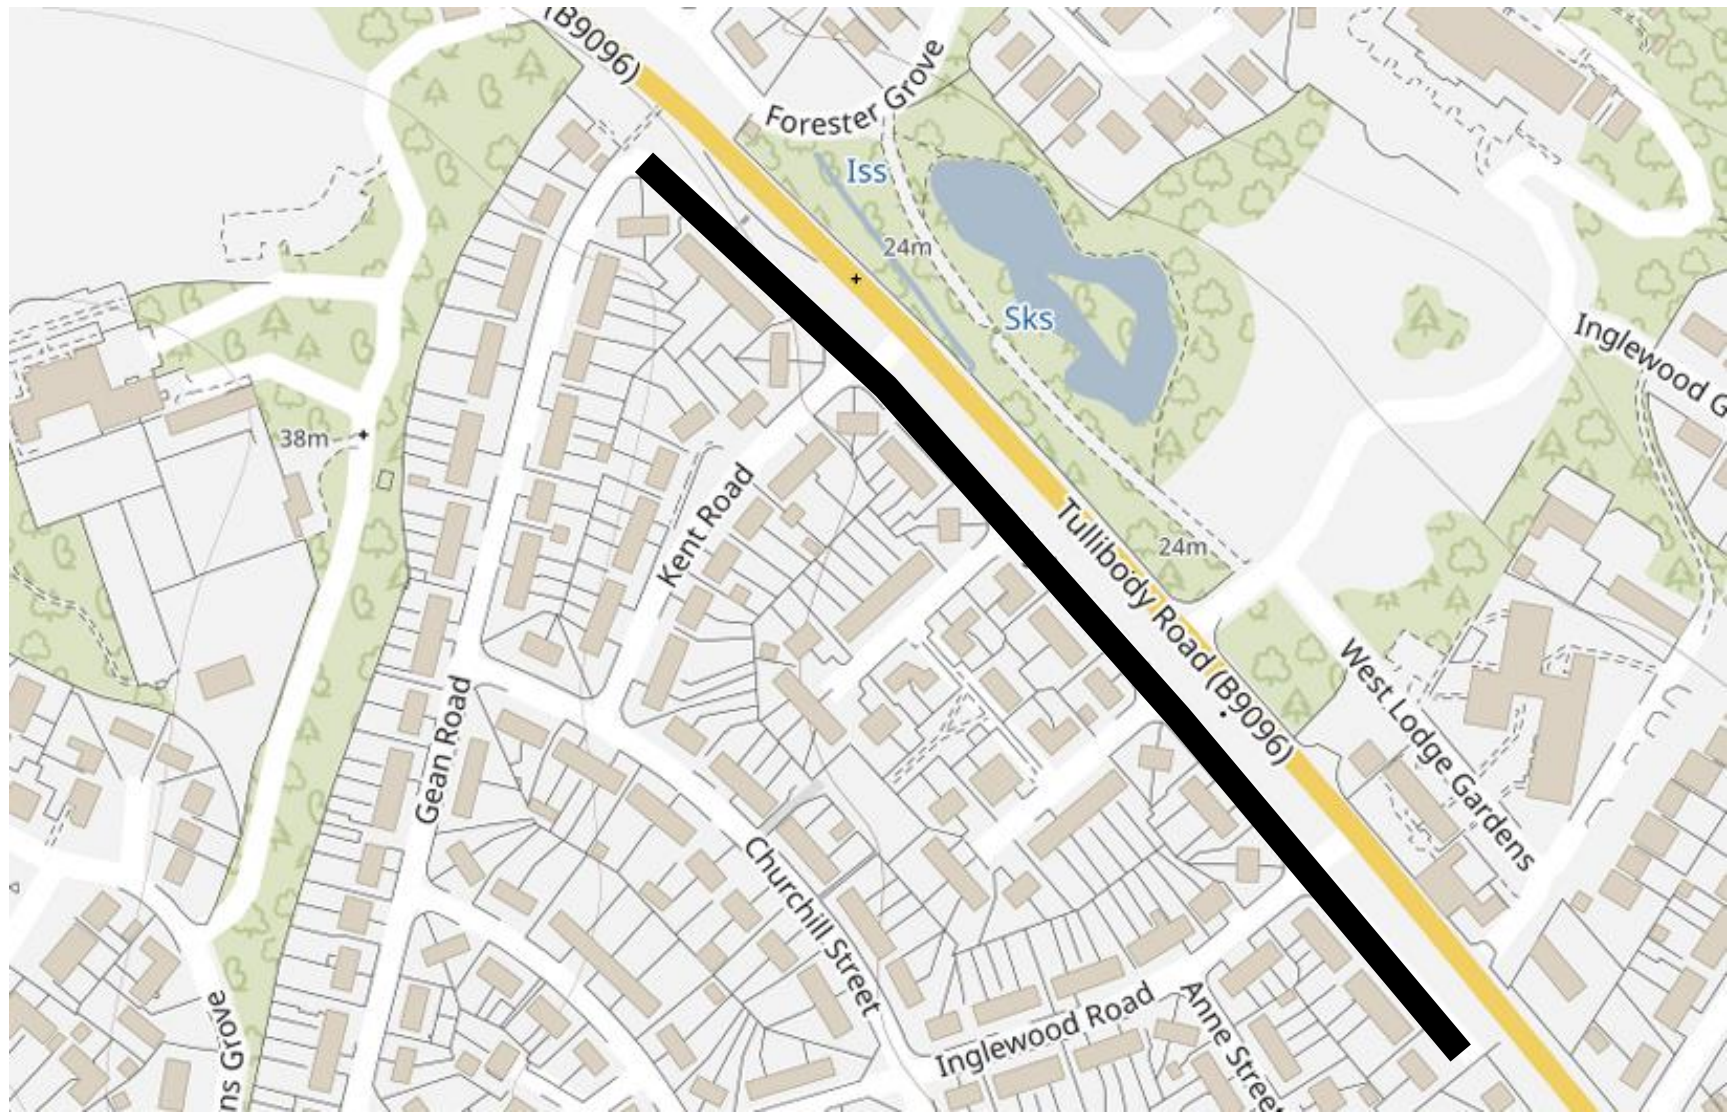 (B9096)
Forester Grove
Iss
24m
Sks
Inglewood G
38m
Kent Road
Tullibody Road (B9096)
24m
West Lodge Gardens
Gean Road
Churchill Street
Inglewood Road
Anne Street
ns Grove